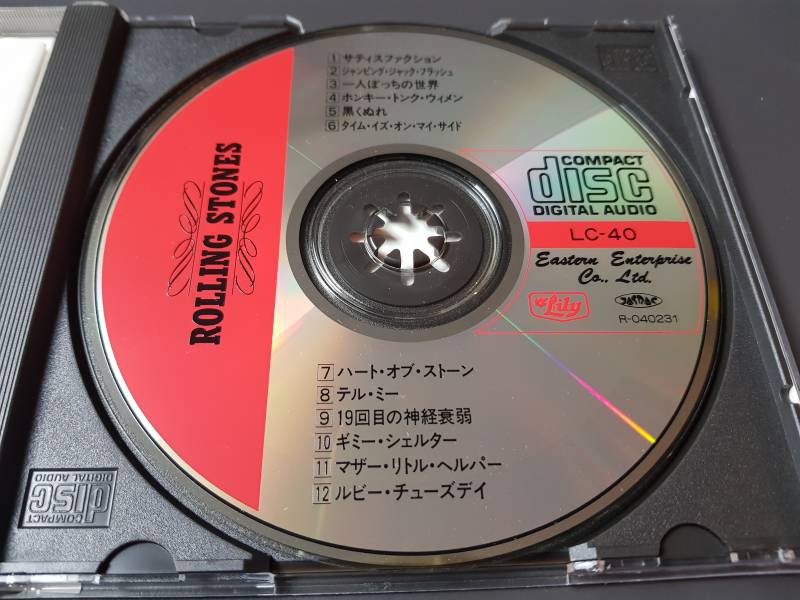 1 サティスファクション
2 ジャンピング・ジャック・フラッシュ
3 一人ぼっちの世界
4 ホンキー・トンク・ウィメン
5 黒くぬれ
6 タイム・イズ・オン・マイ・サイド
ROLLING STONES
COMPACT
disc
DIGITAL AUDIO
LC-40
Eastern Enterprise
Co., Ltd.
Lily
R-040231
7 ハート・オブ・ストーン
8 テル・ミー
9 19回目の神経衰弱
10 ギミー・シェルター
11 マザー・リトル・ヘルパー
12 ルビー・チューズデイ
COMPACT
disc
DIGITAL AUDIO